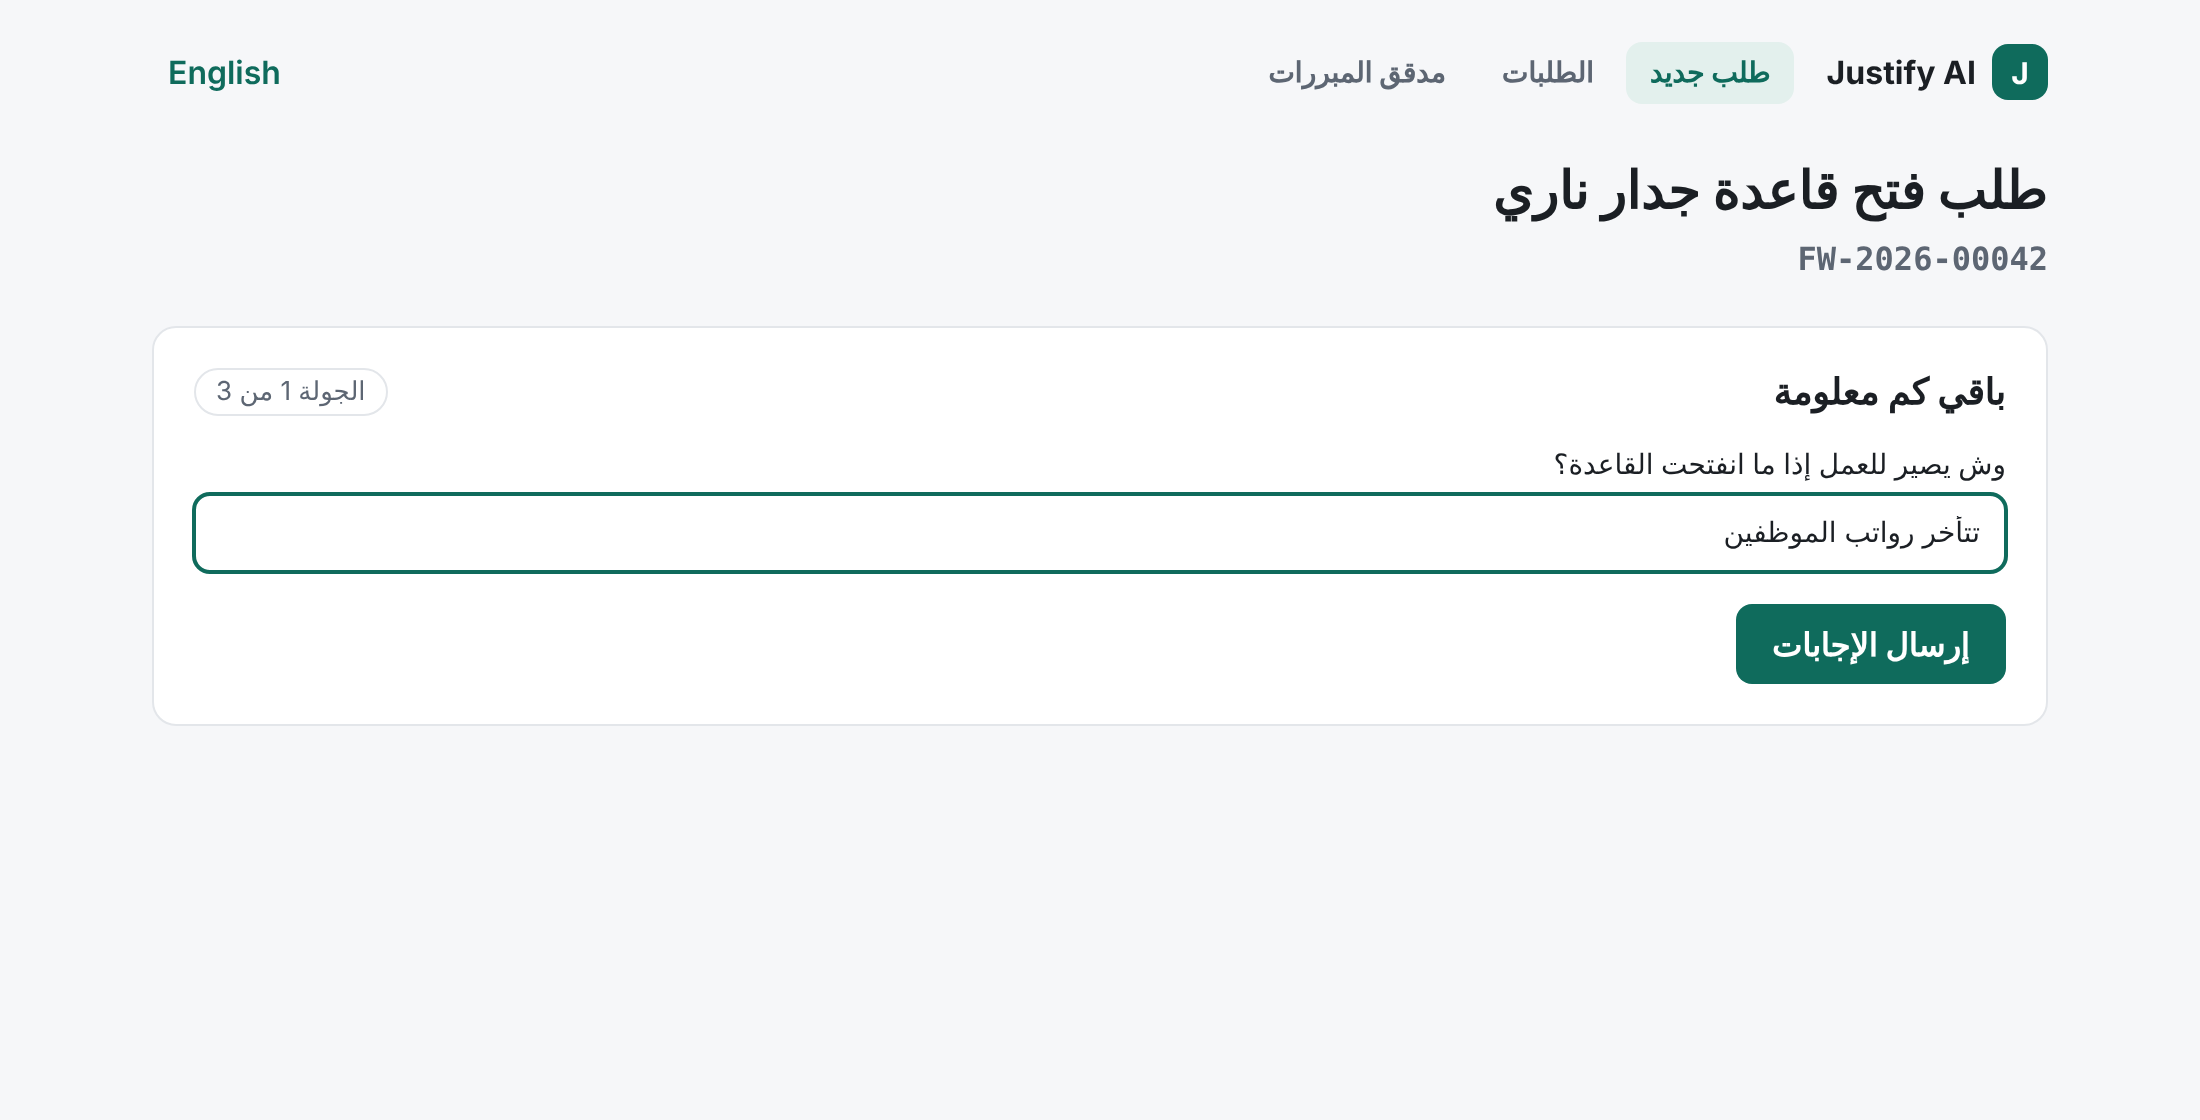 J Justify AI طلب جديد الطلبات مدقق المبررات English
طلب فتح قاعدة جدار ناري
FW-2026-00042
باقي كم معلومة الجولة 1 من 3
وش يصير للعمل إذا ما انفتحت القاعدة؟
تتأخر رواتب الموظفين
إرسال الإجابات